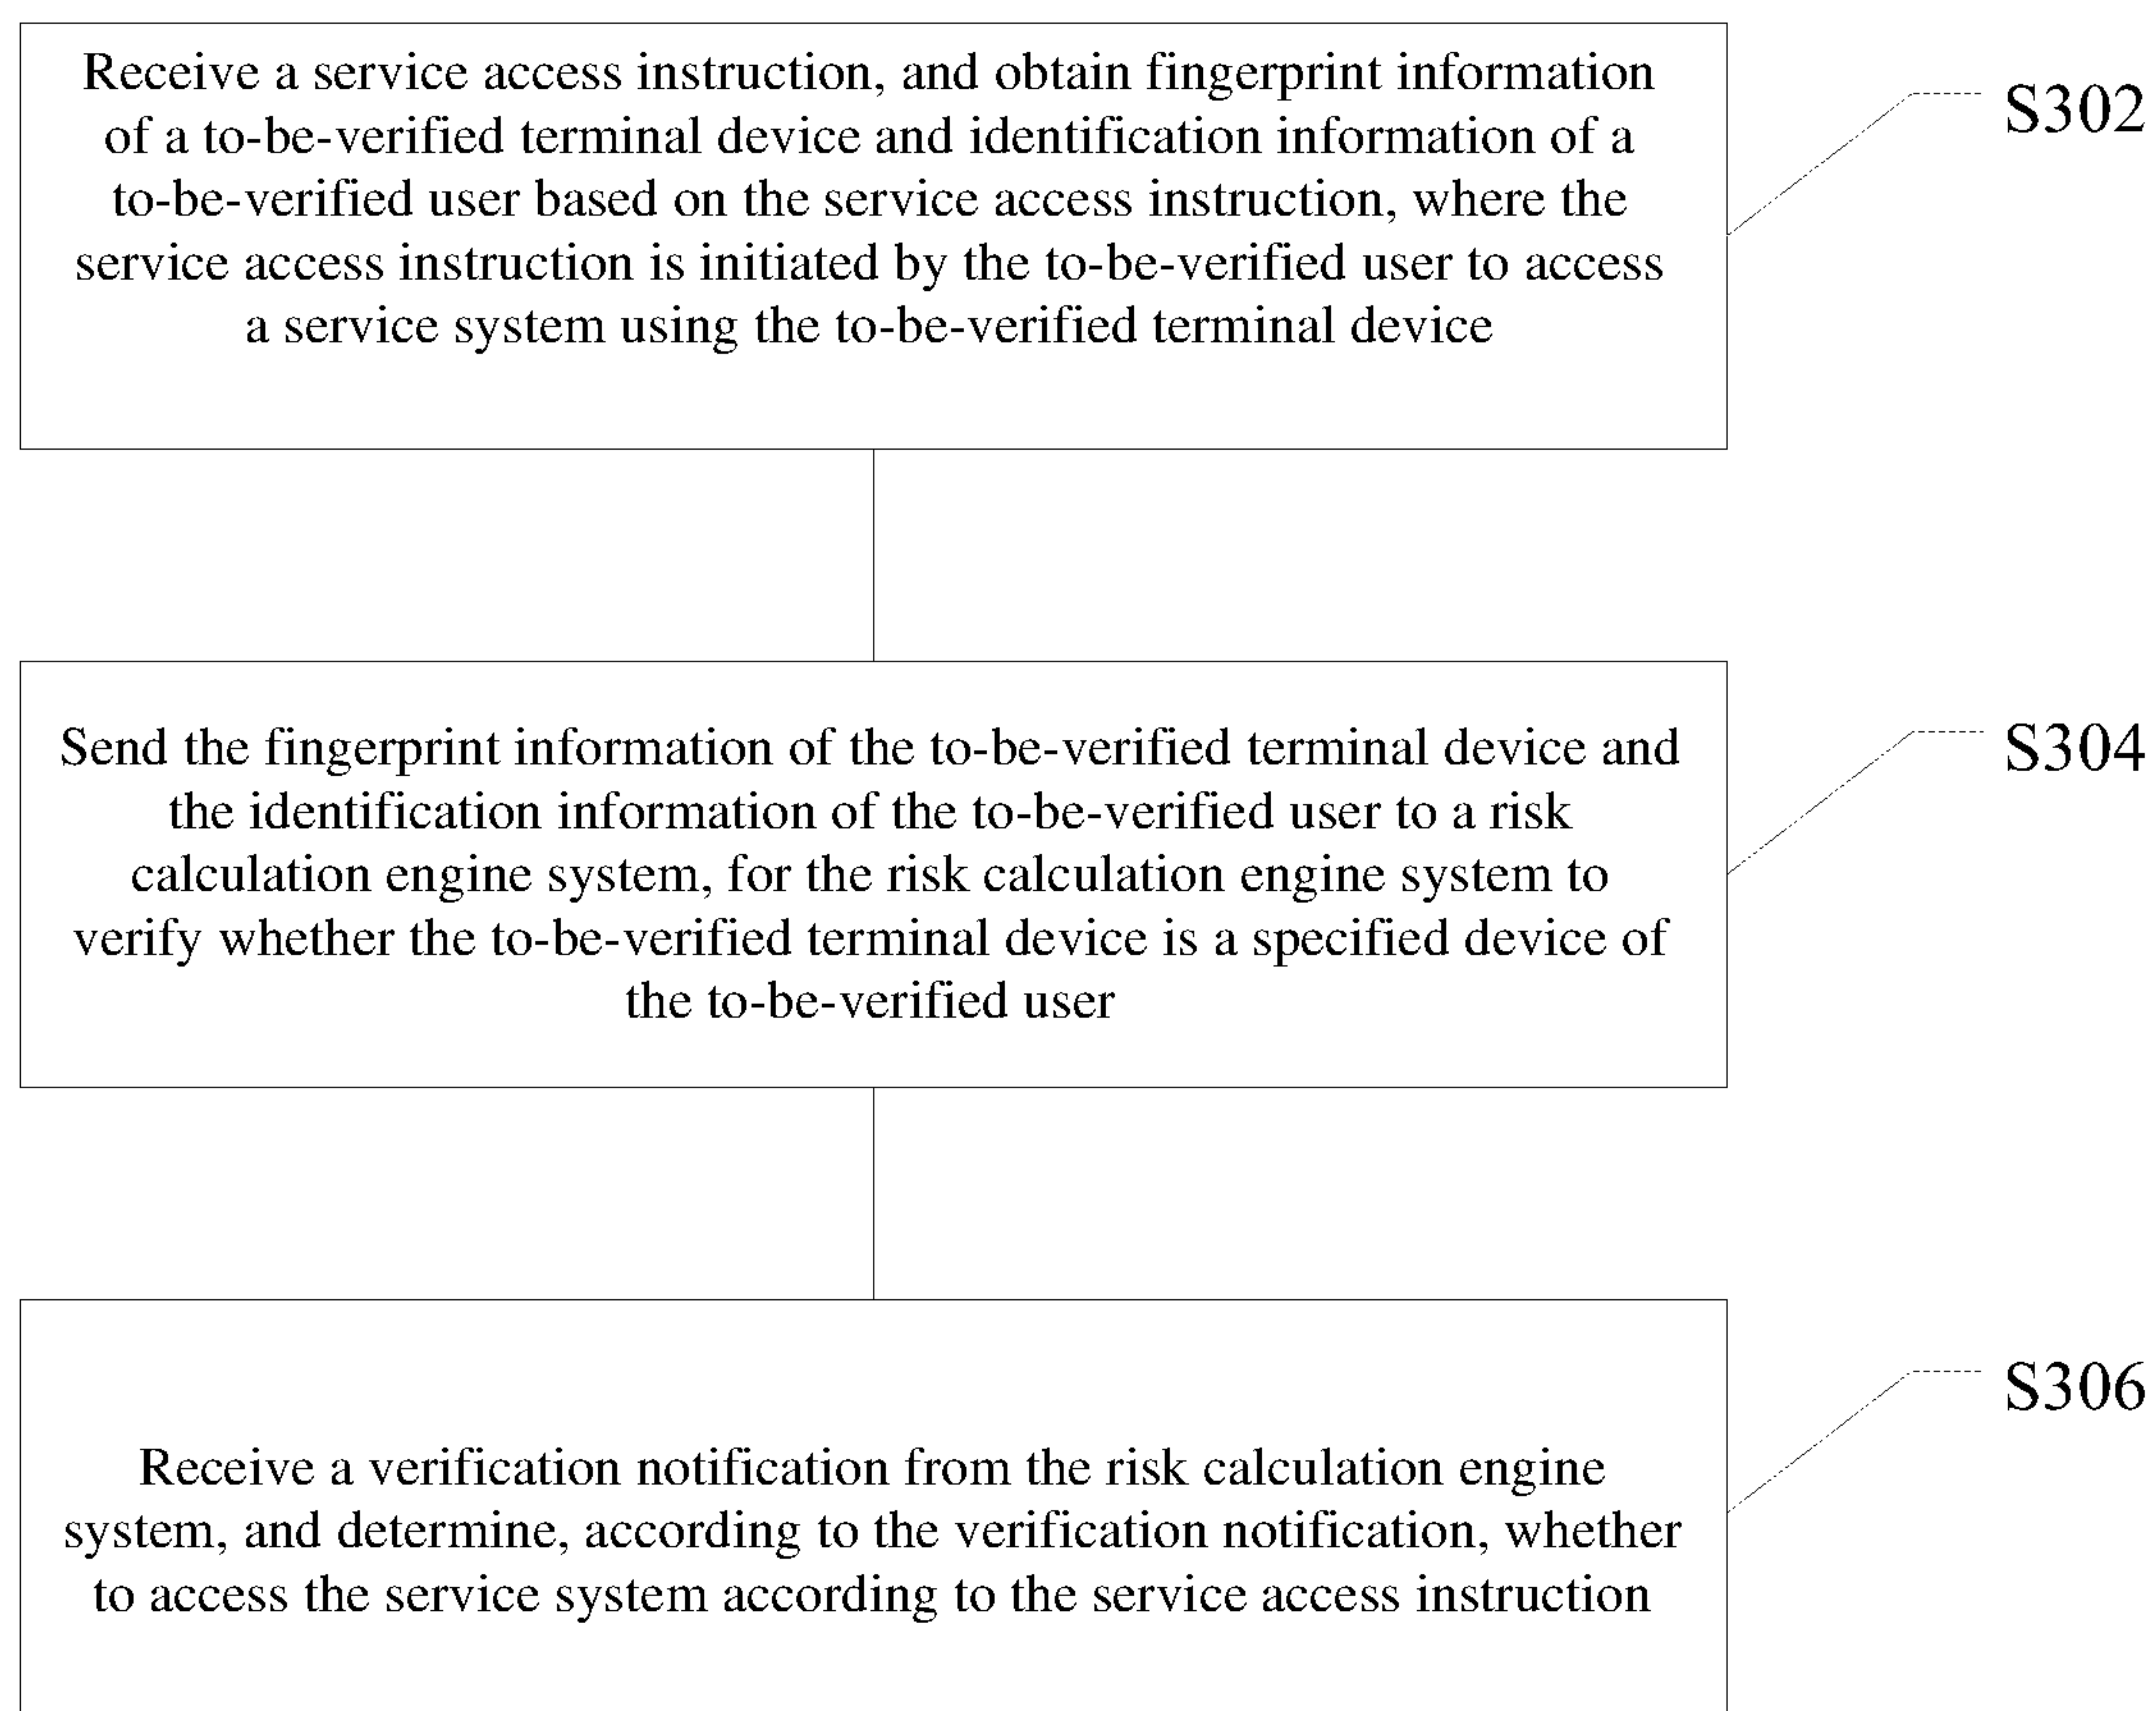 Receive a service access instruction, and obtain fingerprint information
of a to-be-verified terminal device and identification information of a
to-be-verified user based on the service access instruction, where the
service access instruction is initiated by the to-be-verified user to access
a service system using the to-be-verified terminal device
S302
Send the fingerprint information of the to-be-verified terminal device and
the identification information of the to-be-verified user to a risk
calculation engine system, for the risk calculation engine system to
verify whether the to-be-verified terminal device is a specified device of
the to-be-verified user
S304
Receive a verification notification from the risk calculation engine
system, and determine, according to the verification notification, whether
to access the service system according to the service access instruction
S306